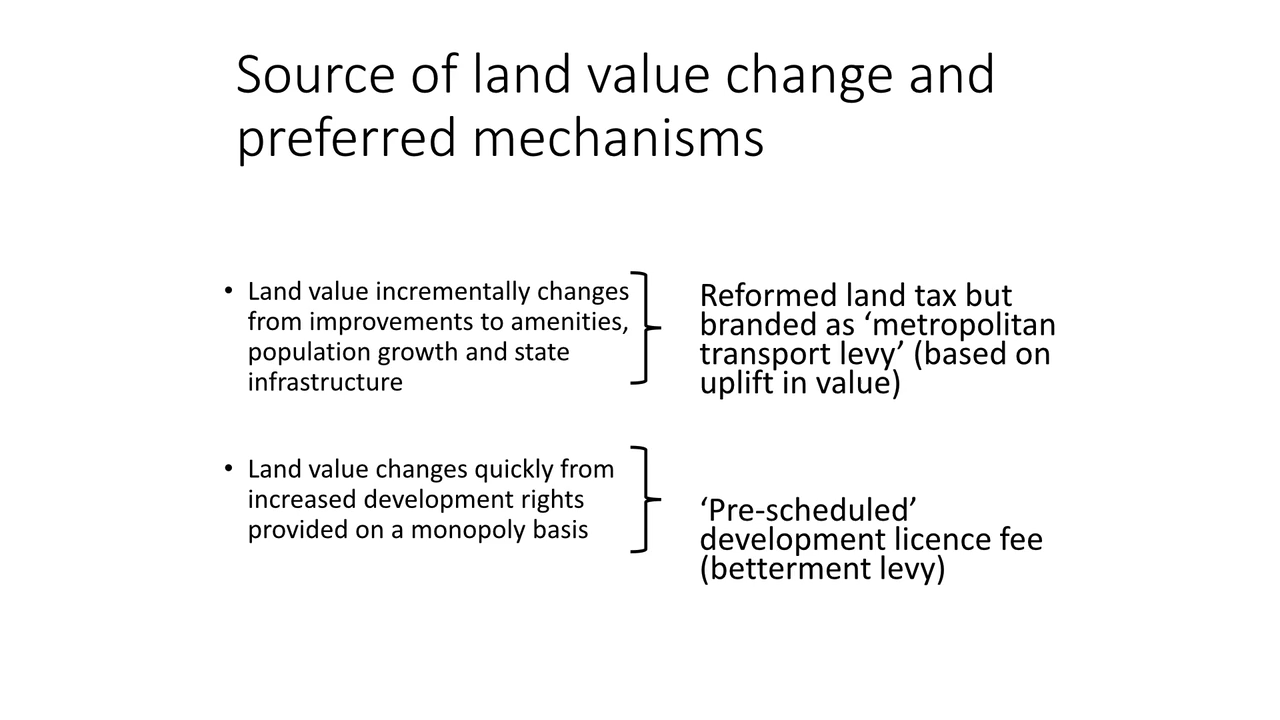 Source of land value change and
preferred mechanisms
• Land value incrementally changes
from improvements to amenities,
population growth and state
infrastructure
Reformed land tax but
branded as ‘metropolitan
transport levy’ (based on
uplift in value)
• Land value changes quickly from
increased development rights
provided on a monopoly basis
‘Pre-scheduled’
development licence fee
(betterment levy)